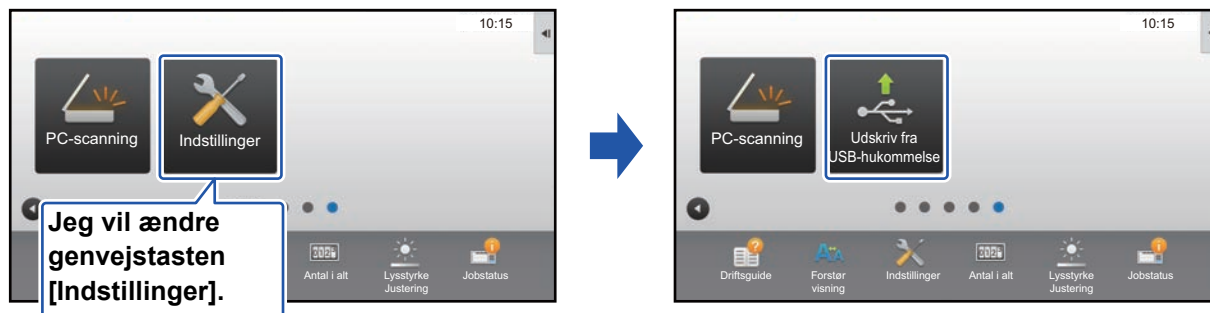 10:15
PC-scanning
Indstillinger
Jeg vil ændre
genvejstasten
[Indstillinger].
Antal i alt
Lysstyrke
Justering
Jobstatus
10:15
PC-scanning
Udskriv fra
USB-hukommelse
Driftsguide
Forstør
visning
Indstillinger
Antal i alt
Lysstyrke
Justering
Jobstatus